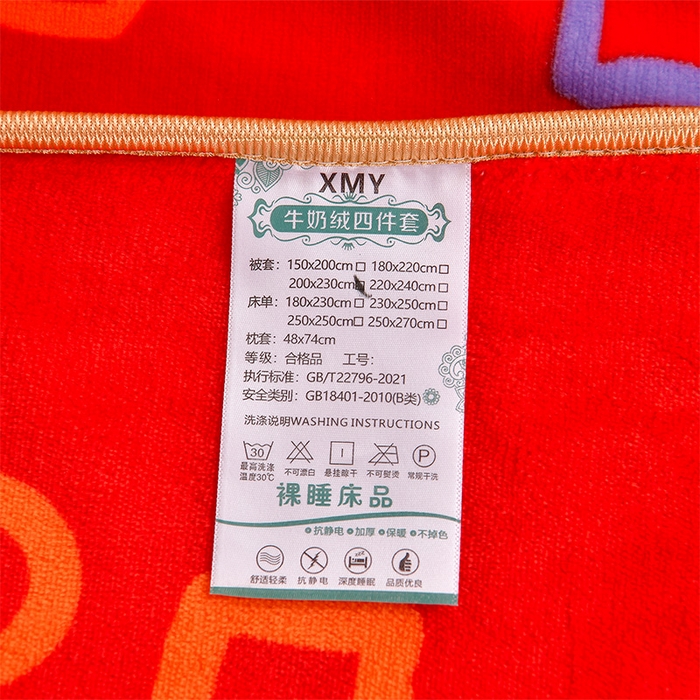 XMY
牛奶绒四件套
被套：150x200cm□ 180x220cm□
200x230cm□ 220x240cm□
床单：180x230cm□ 230x250cm□
250x250cm□ 250x270cm□
枕套：48x74cm
等级：合格品 工号：
执行标准：GB/T22796-2021
安全类别：GB18401-2010(B类)
洗涤说明WASHING INSTRUCTIONS
30 P
最高洗涤温度30℃ 不可漂白 悬挂晾干 不可熨烫 常规干洗
裸睡床品
抗静电 加厚 保暖 不掉色
舒适轻柔 抗静电 深度睡眠 品质优良